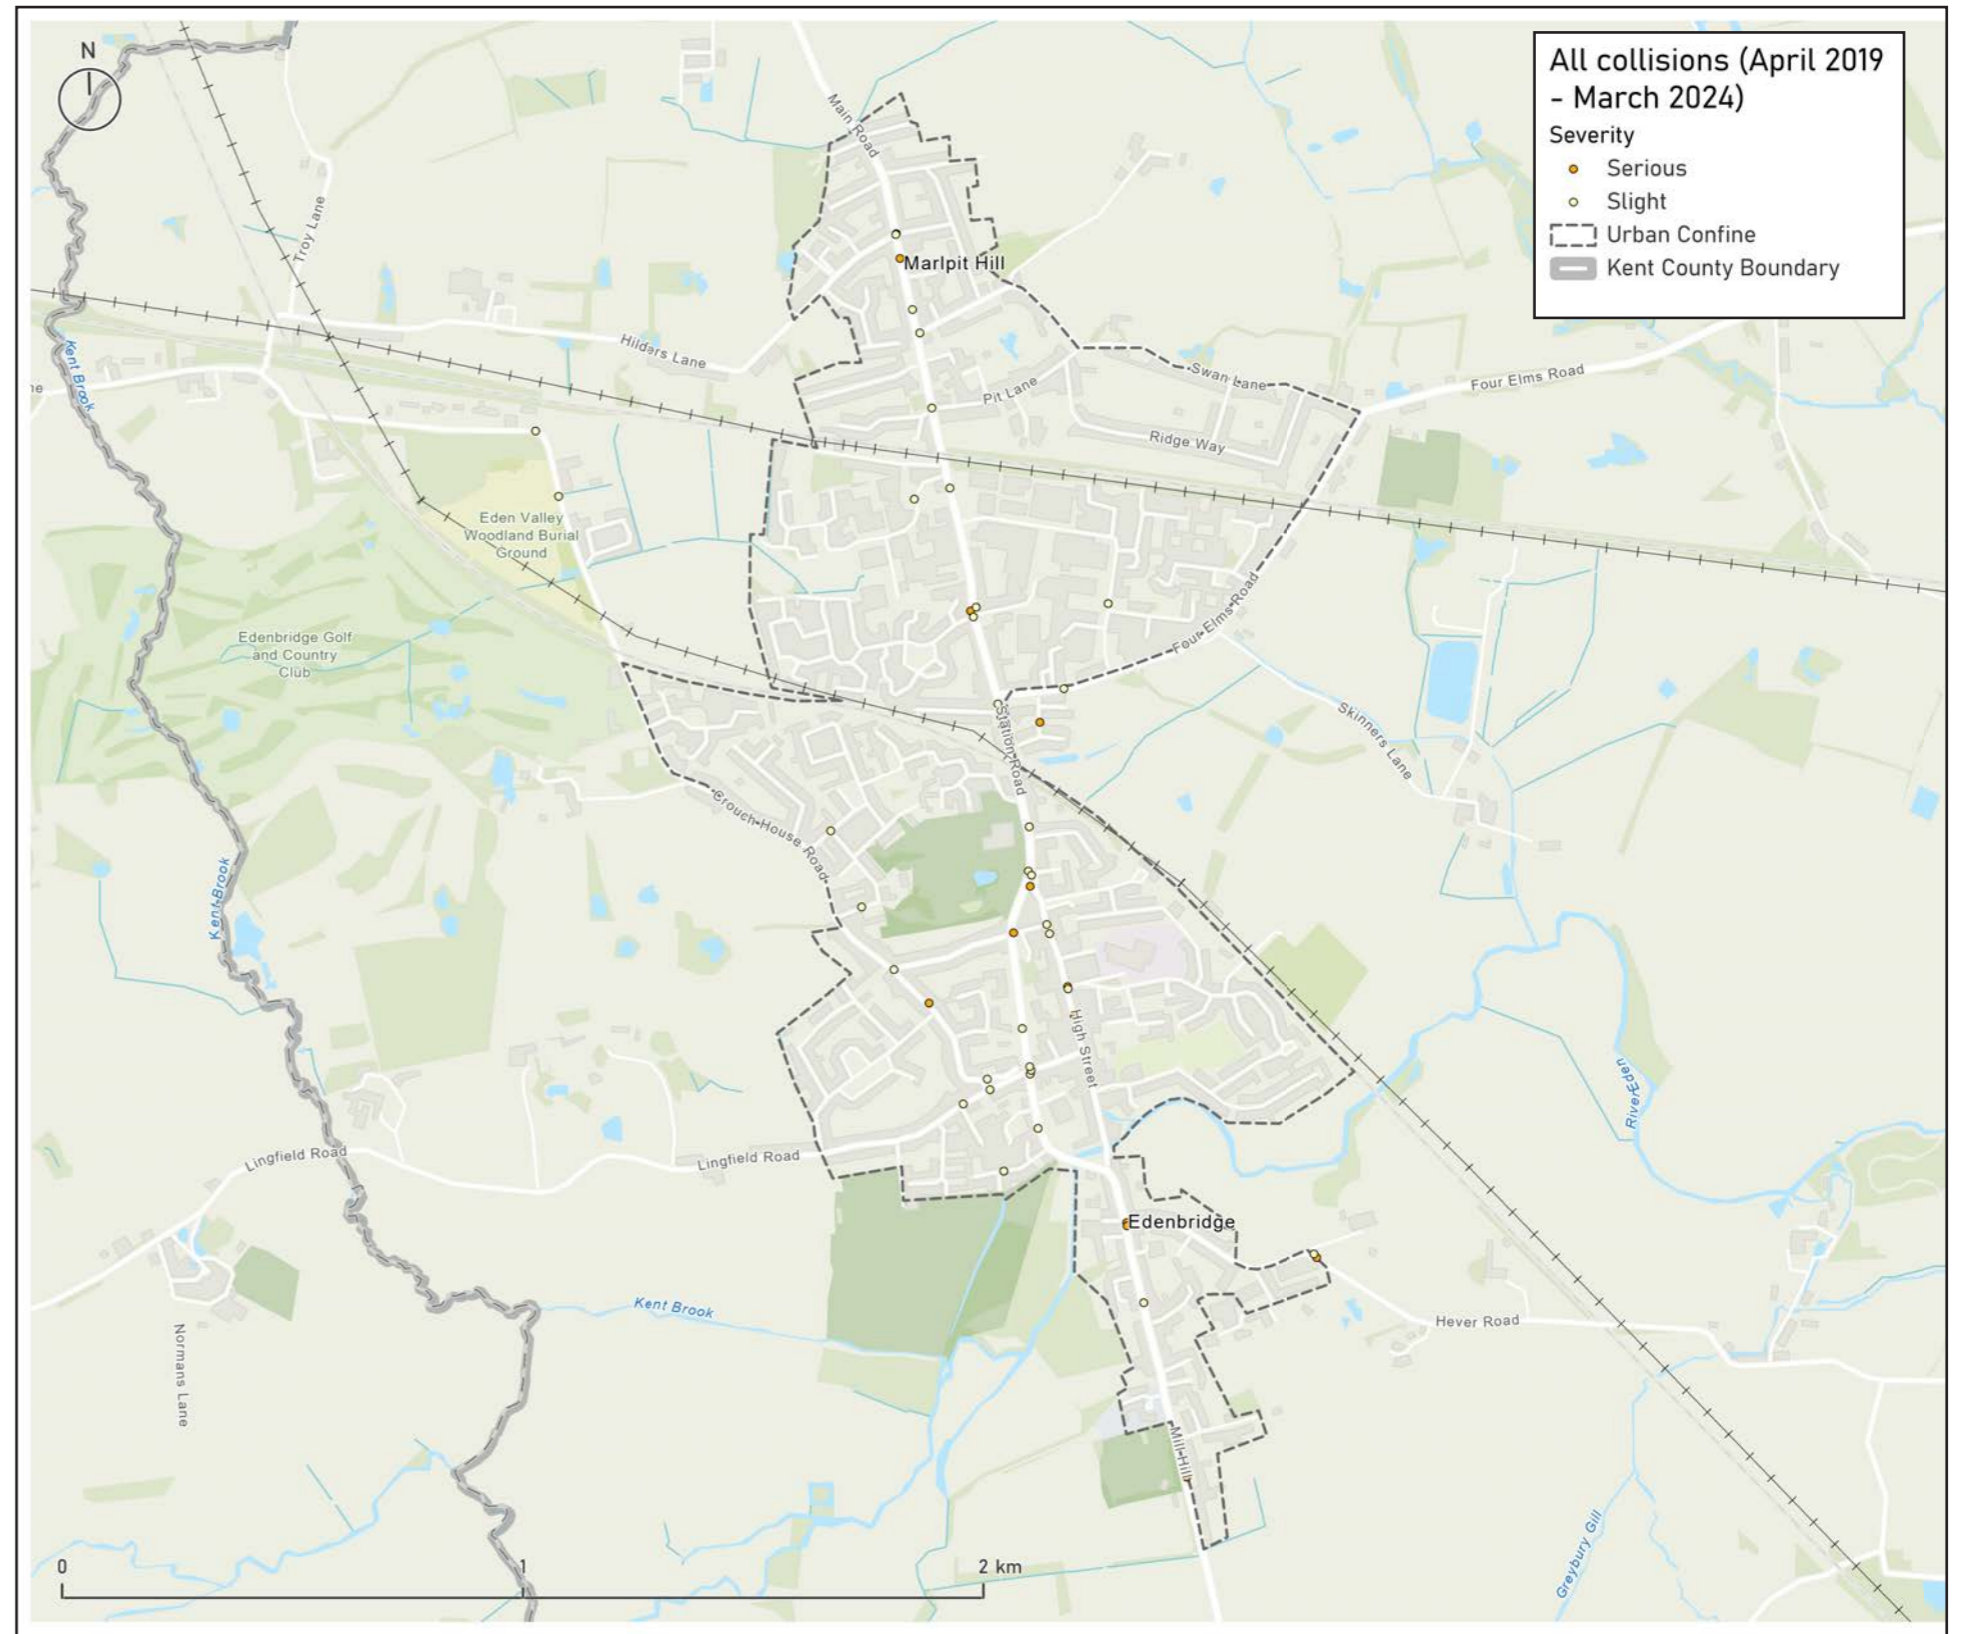 All collisions (April 2019
- March 2024)
Severity
Serious
Slight
Urban Confine
Kent County Boundary
N
Main Road
Troy Lane
Marlpit Hill
Kent Brook
Hilders Lane
Swan Lane
Four Elms Road
Pit Lane
Ridge Way
Eden Valley
Woodland Burial
Ground
Four Elms Road
Edenbridge Golf
and Country
Club
Station Road
Skinners Lane
Crouch House Road
Kent Brook
High Street
River Eden
Lingfield Road
Lingfield Road
Edenbridge
Kent Brook
Hever Road
Normans Lane
Mill Hill
Greybury Gill
0
1
2 km